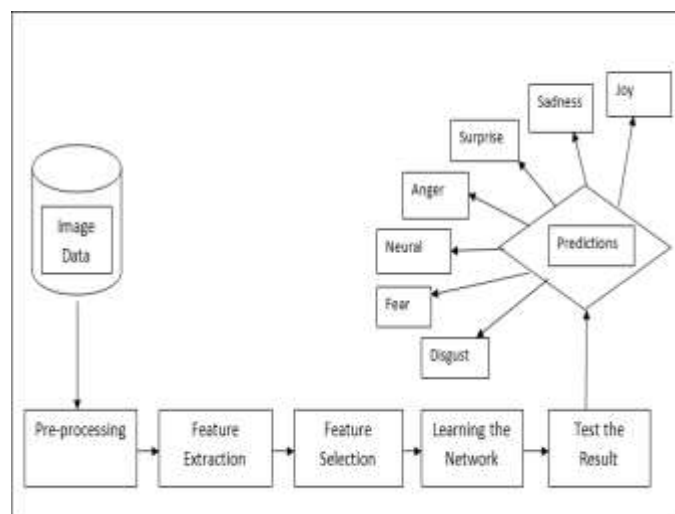 Joy
Sadness
Surprise
Anger
Neural
Fear
Disgust
Predictions
Image
Data
Pre-processing
Feature
Extraction
Feature
Selection
Learning the
Network
Test the
Result